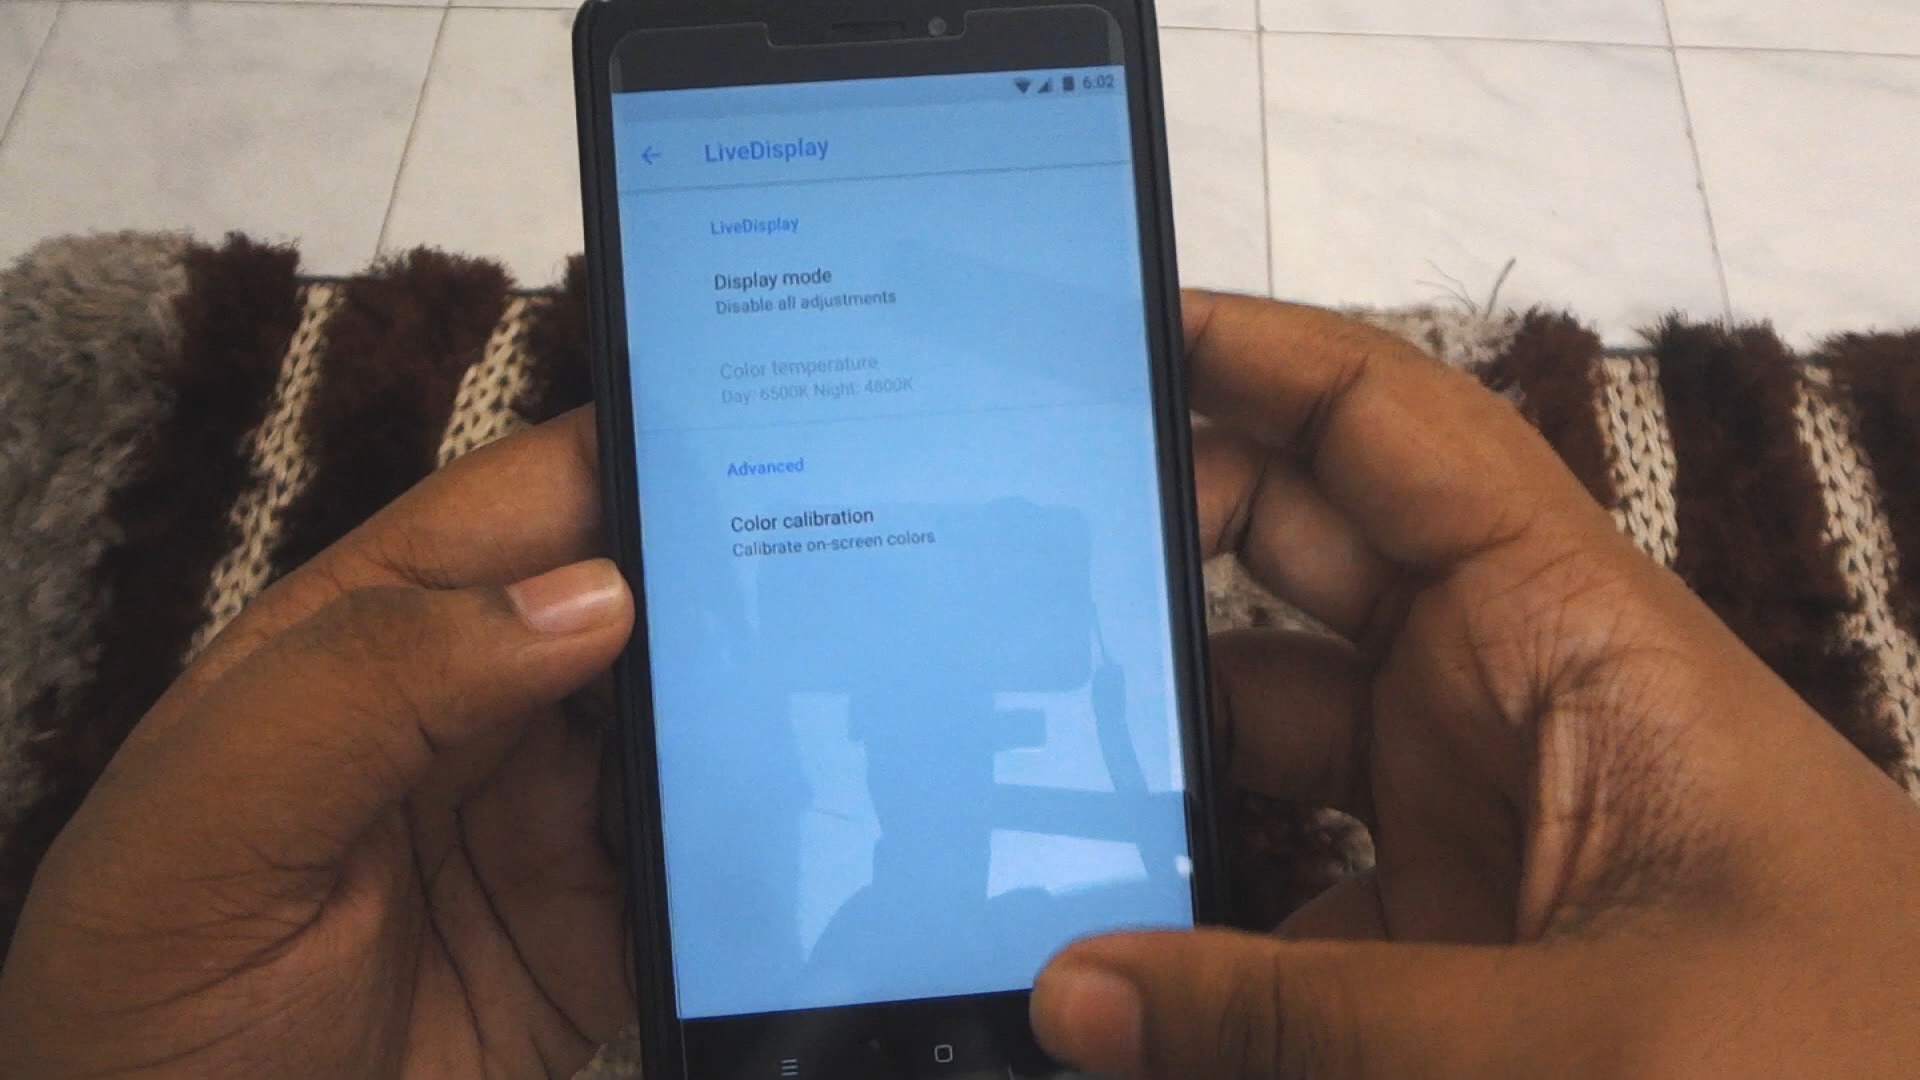 6:02
LiveDisplay
LiveDisplay
Display mode
Disable all adjustments
Color temperature
Day: 6500K Night: 4800K
Advanced
Color calibration
Calibrate on-screen colors